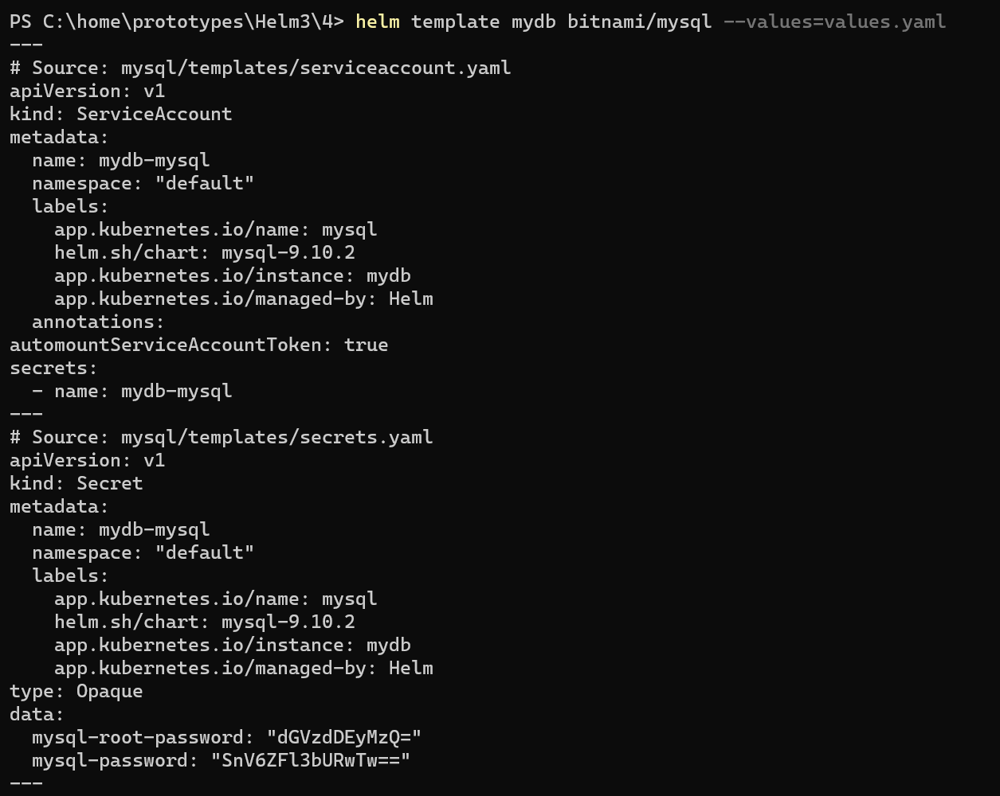 PS C:\home\prototypes\Helm3\4> helm template mydb bitnami/mysql --values=values.yaml
---
# Source: mysql/templates/serviceaccount.yaml
apiVersion: v1
kind: ServiceAccount
metadata:
  name: mydb-mysql
  namespace: "default"
  labels:
    app.kubernetes.io/name: mysql
    helm.sh/chart: mysql-9.10.2
    app.kubernetes.io/instance: mydb
    app.kubernetes.io/managed-by: Helm
  annotations:
automountServiceAccountToken: true
secrets:
  - name: mydb-mysql
---
# Source: mysql/templates/secrets.yaml
apiVersion: v1
kind: Secret
metadata:
  name: mydb-mysql
  namespace: "default"
  labels:
    app.kubernetes.io/name: mysql
    helm.sh/chart: mysql-9.10.2
    app.kubernetes.io/instance: mydb
    app.kubernetes.io/managed-by: Helm
type: Opaque
data:
  mysql-root-password: "dGVzdDEyMzQ="
  mysql-password: "SnV6ZFl3bURwTw=="
---